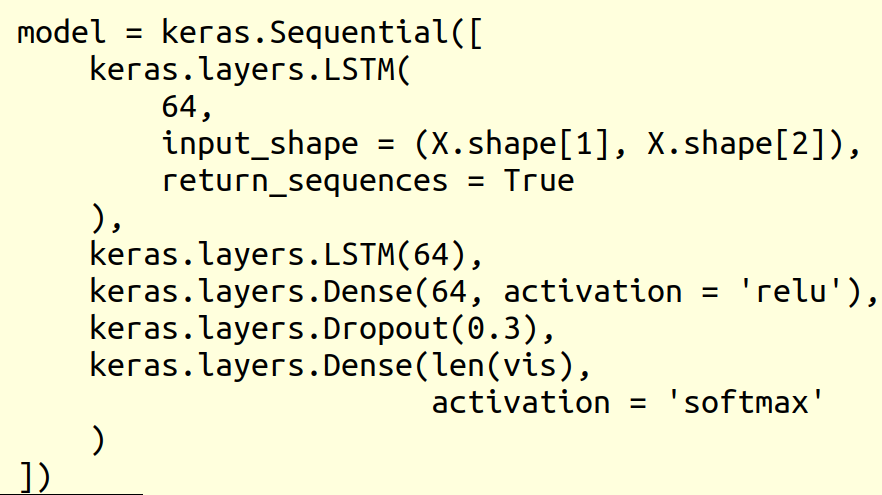 model = keras.Sequential([
    keras.layers.LSTM(
        64,
        input_shape = (X.shape[1], X.shape[2]),
        return_sequences = True
    ),
    keras.layers.LSTM(64),
    keras.layers.Dense(64, activation = 'relu'),
    keras.layers.Dropout(0.3),
    keras.layers.Dense(len(vis),
                       activation = 'softmax'
    )
])